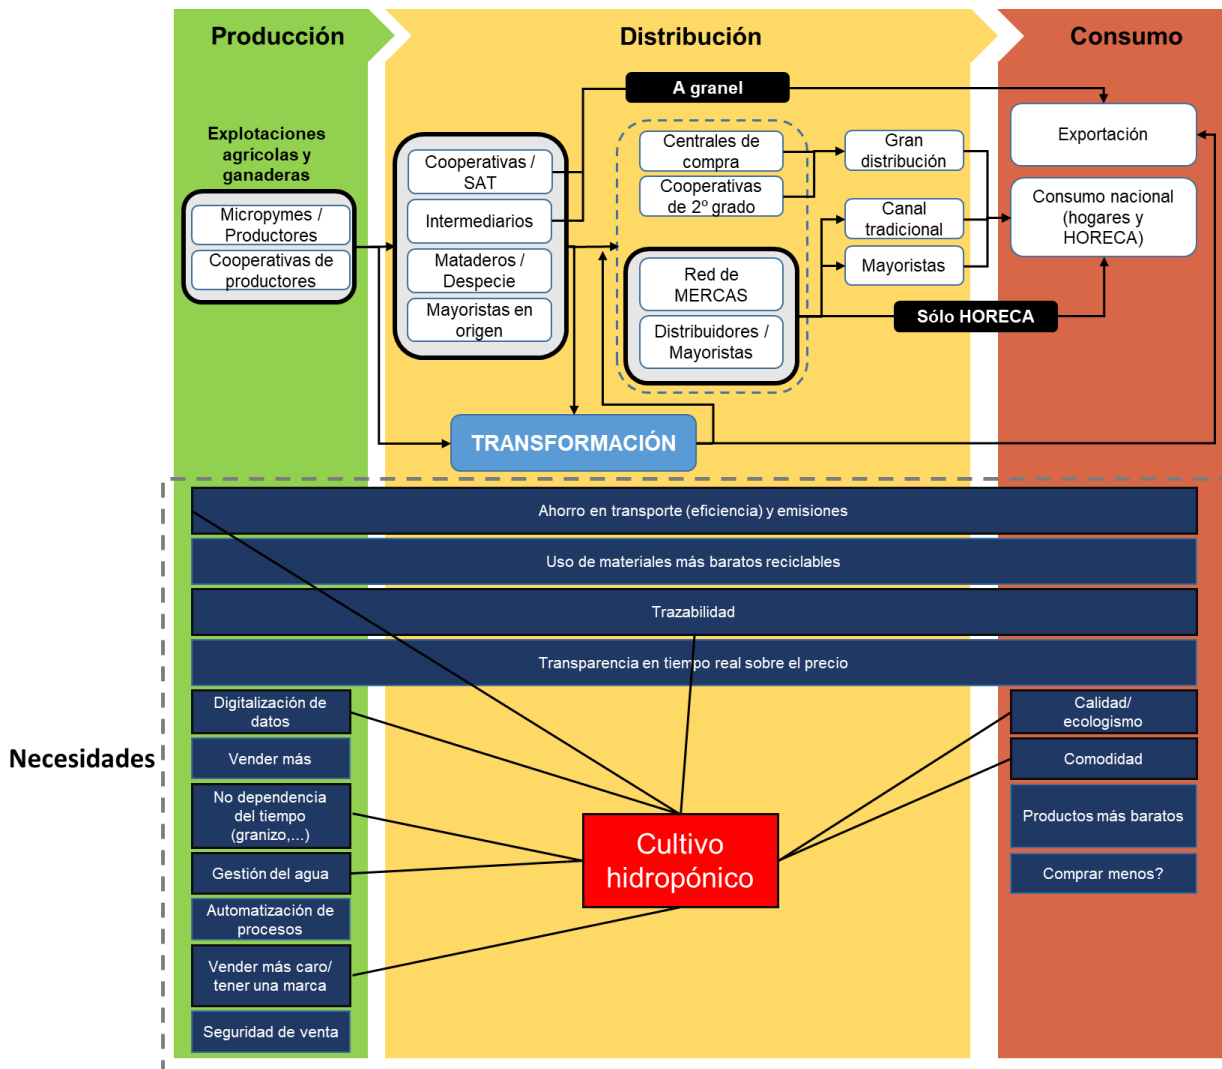 Producción
Distribución
Consumo
A granel
Explotaciones
agrícolas y
ganaderas
Micropymes /
Productores
Cooperativas de
productores
Cooperativas /
SAT
Intermediarios
Mataderos /
Despecie
Mayoristas en
origen
Centrales de
compra
Cooperativas
de 2º grado
Red de
MERCAS
Distribuidores /
Mayoristas
Gran
distribución
Canal
tradicional
Mayoristas
Sólo HORECA
Exportación
Consumo nacional
(hogares y
HORECA)
TRANSFORMACIÓN
Necesidades
Ahorro en transporte (eficiencia) y emisiones
Uso de materiales más baratos reciclables
Trazabilidad
Transparencia en tiempo real sobre el precio
Digitalización de
datos
Vender más
No dependencia
del tiempo
(granizo,...)
Gestión del agua
Automatización de
procesos
Vender más caro/
tener una marca
Seguridad de venta
Cultivo
hidropónico
Calidad/
ecologismo
Comodidad
Productos más baratos
Comprar menos?